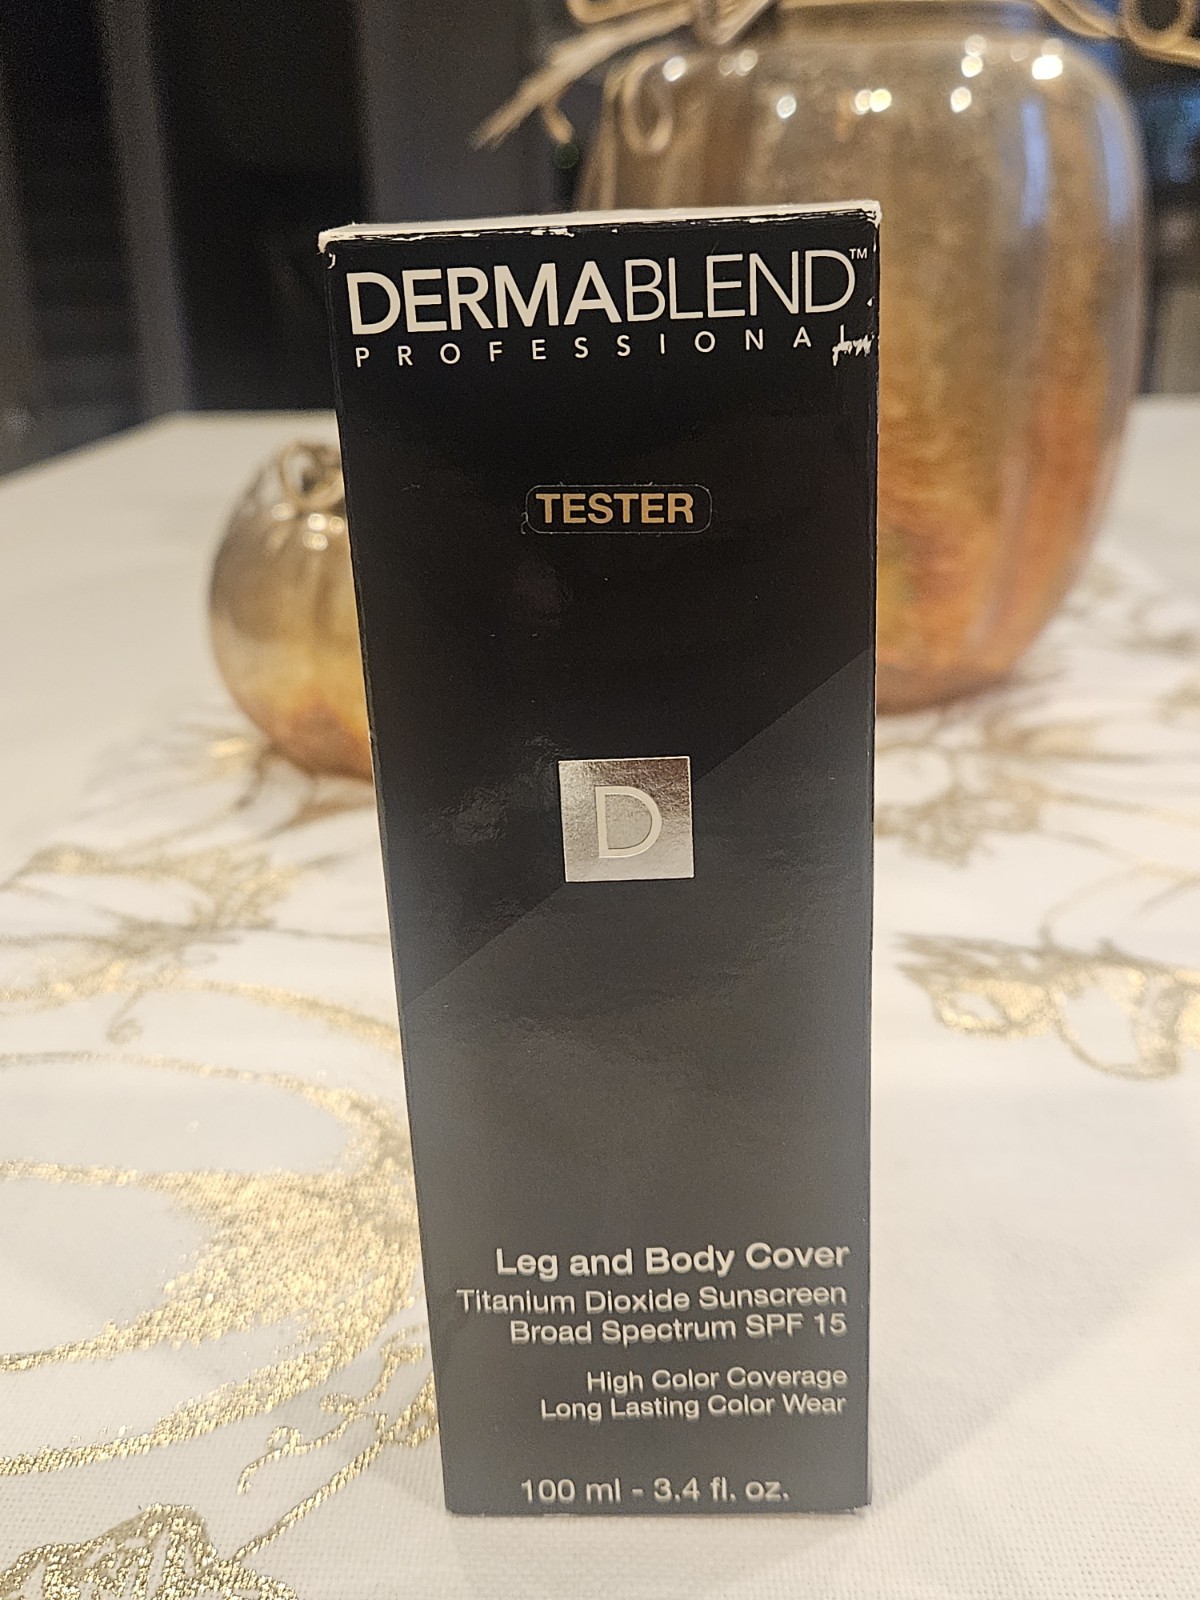 DERMABLEND™
PROFESSIONAL
TESTER
D
Leg and Body Cover
Titanium Dioxide Sunscreen
Broad Spectrum SPF 15
High Color Coverage
Long Lasting Color Wear
100 ml - 3.4 fl. oz.